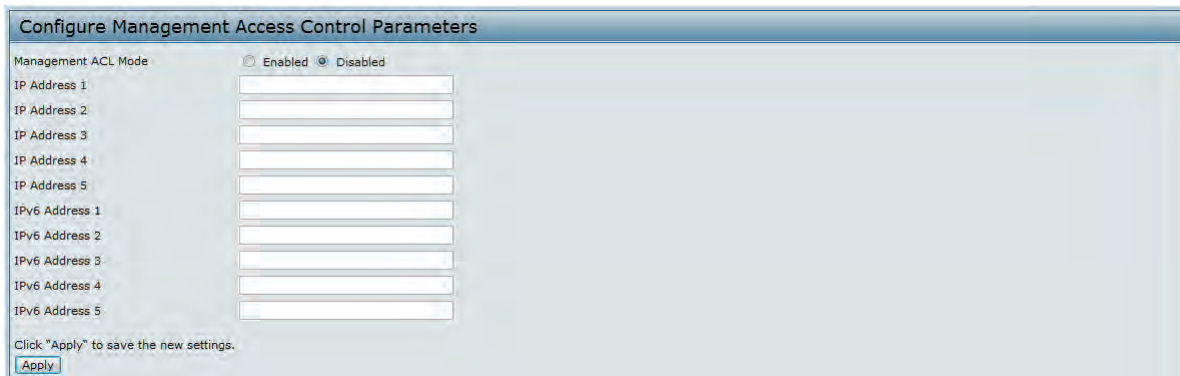 Configure Management Access Control Parameters
Management ACL Mode Enabled Disabled
IP Address 1
IP Address 2
IP Address 3
IP Address 4
IP Address 5
IPv6 Address 1
IPv6 Address 2
IPv6 Address 3
IPv6 Address 4
IPv6 Address 5
Click "Apply" to save the new settings.
Apply